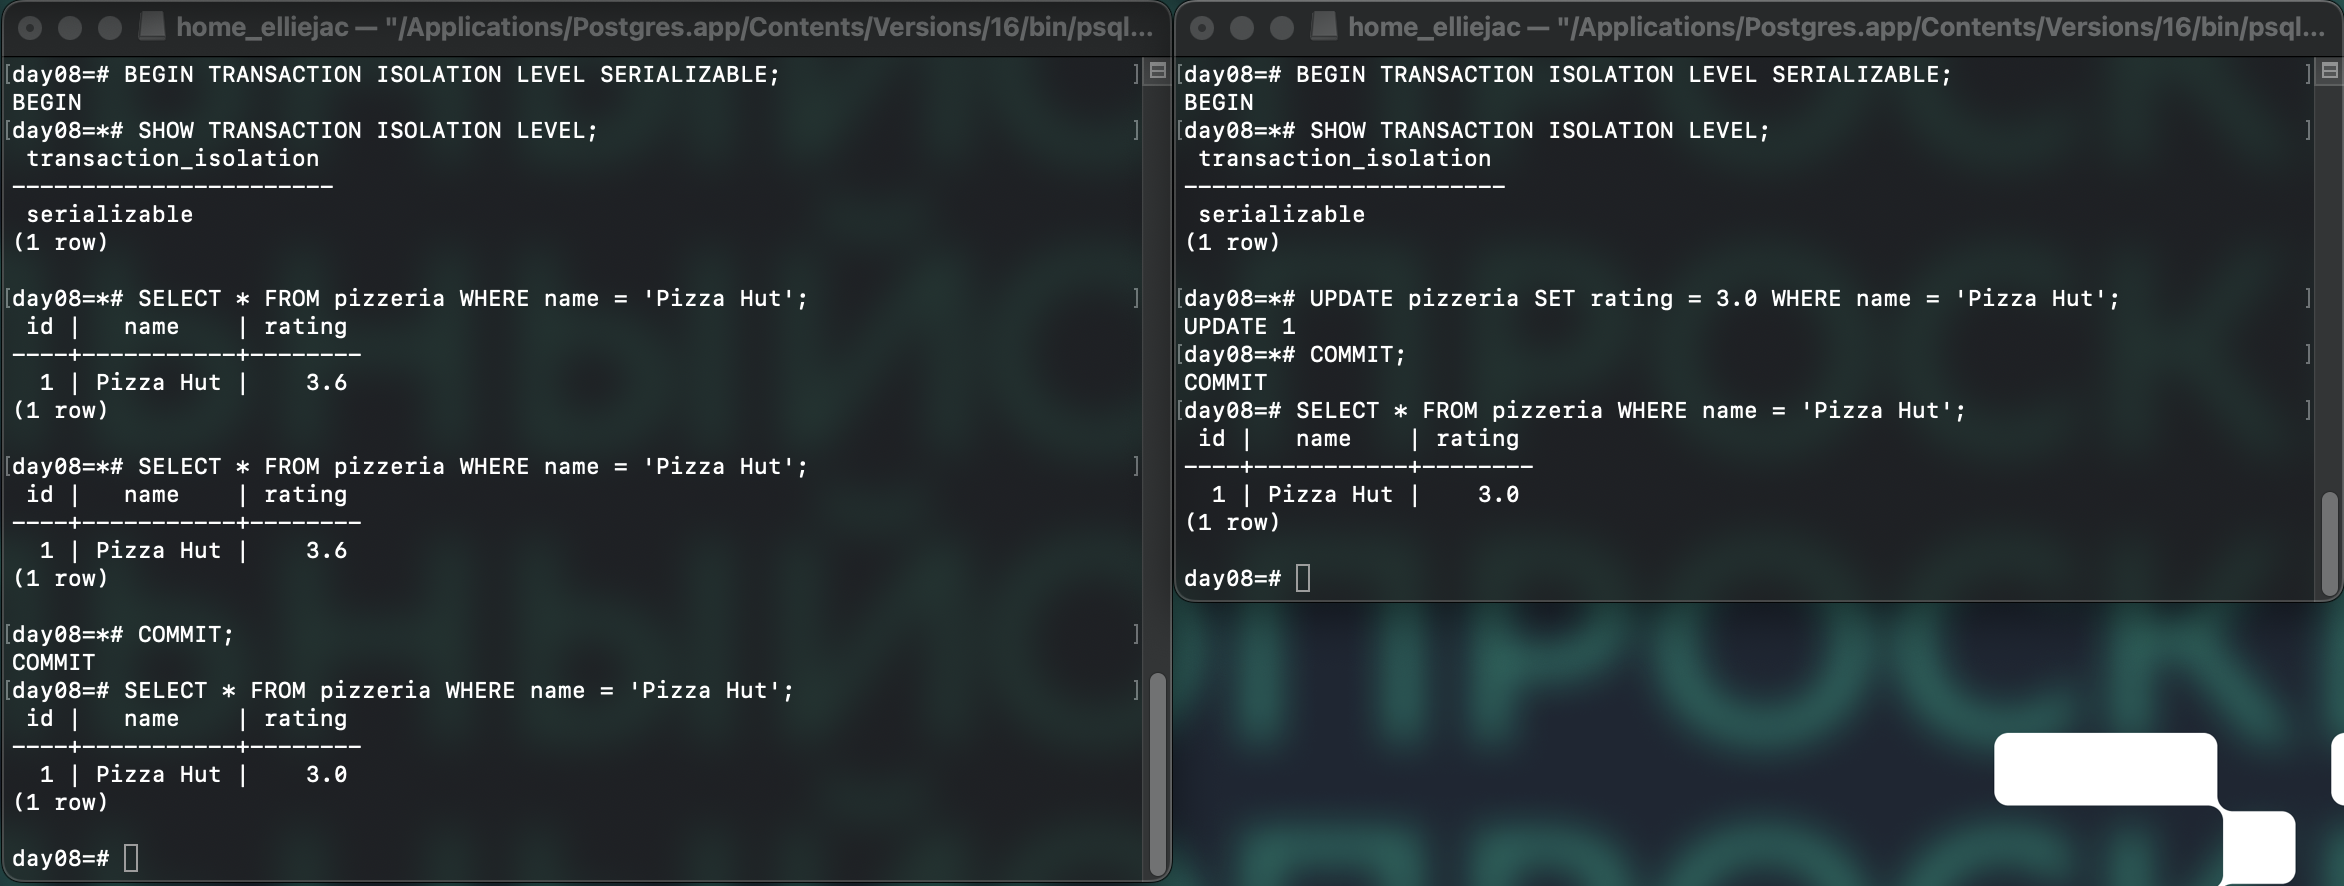 home_elliejac — "/Applications/Postgres.app/Contents/Versions/16/bin/psql...
[day08=# BEGIN TRANSACTION ISOLATION LEVEL SERIALIZABLE; ]
BEGIN
[day08=*# SHOW TRANSACTION ISOLATION LEVEL; ]
 transaction_isolation
-----------------------
 serializable
(1 row)

[day08=*# SELECT * FROM pizzeria WHERE name = 'Pizza Hut'; ]
 id |   name    | rating
----+-----------+--------
  1 | Pizza Hut |    3.6
(1 row)

[day08=*# SELECT * FROM pizzeria WHERE name = 'Pizza Hut'; ]
 id |   name    | rating
----+-----------+--------
  1 | Pizza Hut |    3.6
(1 row)

[day08=*# COMMIT; ]
COMMIT
[day08=# SELECT * FROM pizzeria WHERE name = 'Pizza Hut'; ]
 id |   name    | rating
----+-----------+--------
  1 | Pizza Hut |    3.0
(1 row)

day08=#
home_elliejac — "/Applications/Postgres.app/Contents/Versions/16/bin/psql...
[day08=# BEGIN TRANSACTION ISOLATION LEVEL SERIALIZABLE; ]
BEGIN
[day08=*# SHOW TRANSACTION ISOLATION LEVEL; ]
 transaction_isolation
-----------------------
 serializable
(1 row)

[day08=*# UPDATE pizzeria SET rating = 3.0 WHERE name = 'Pizza Hut'; ]
UPDATE 1
[day08=*# COMMIT; ]
COMMIT
[day08=# SELECT * FROM pizzeria WHERE name = 'Pizza Hut'; ]
 id |   name    | rating
----+-----------+--------
  1 | Pizza Hut |    3.0
(1 row)

day08=#